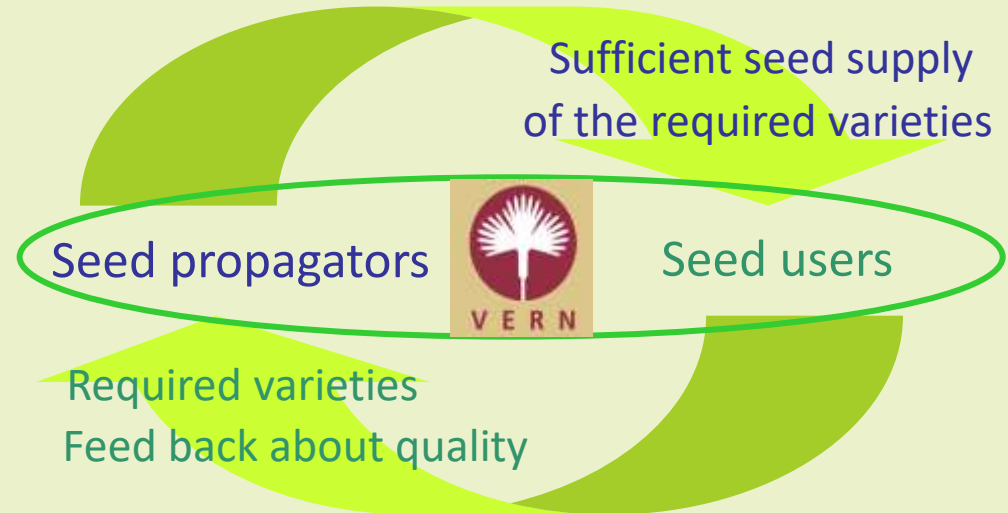 Sufficient seed supply
of the required varieties
Seed propagators
VERN
Seed users
Required varieties
Feed back about quality